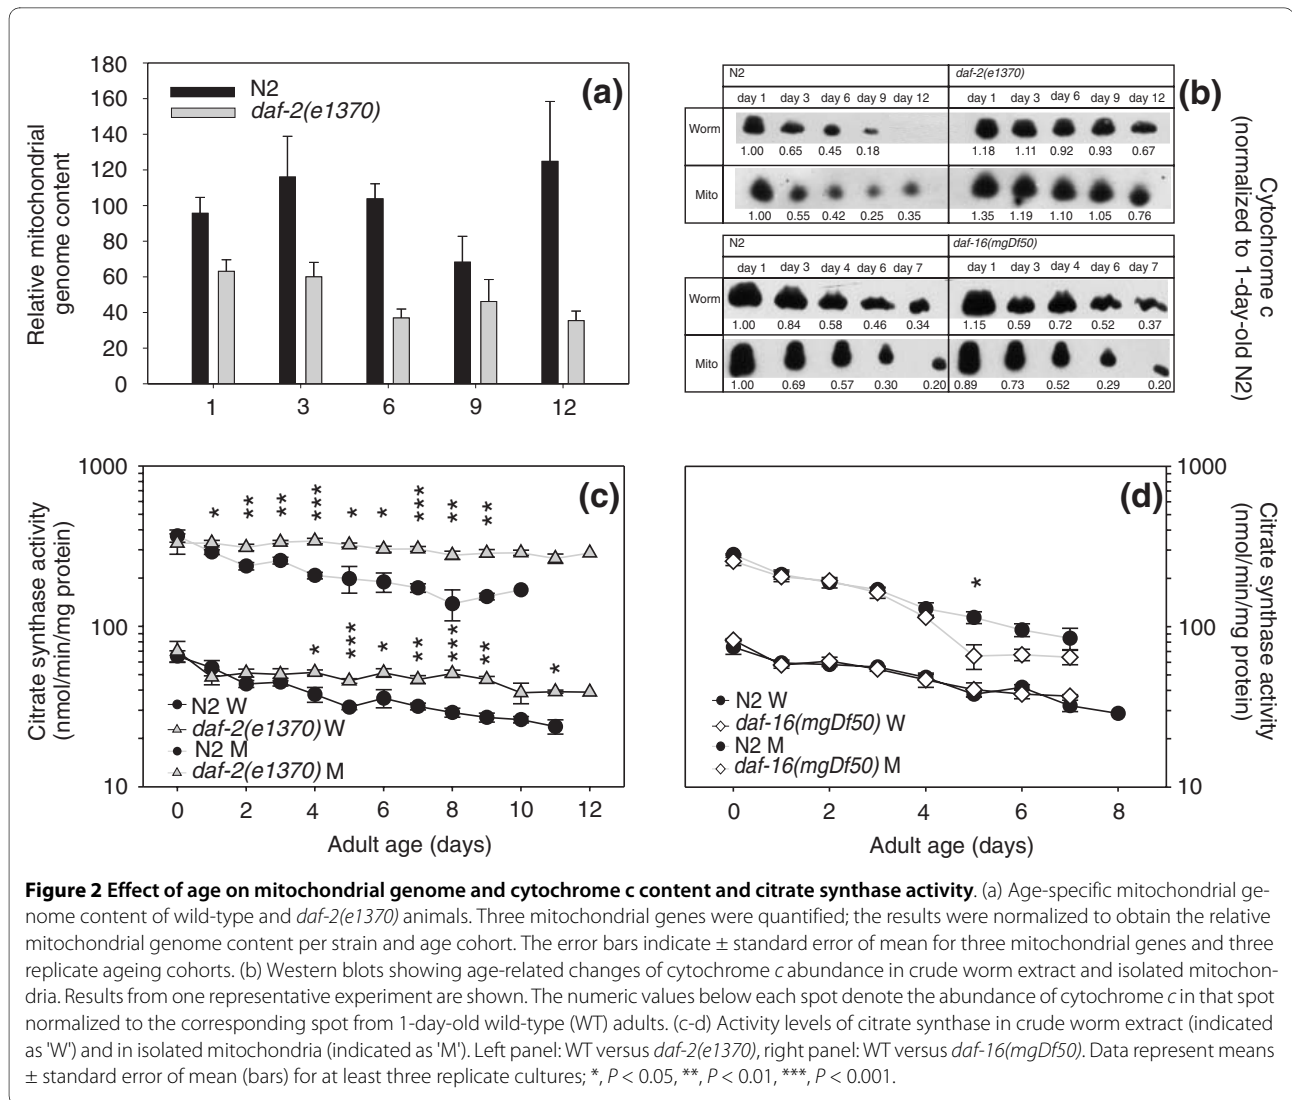 180
160
140
120
100
80
60
40
20
0
Relative mitochondrial
genome content
N2
daf-2(e1370)
(a)
1 3 6 9 12
N2 daf-2(e1370)
day 1 day 3 day 6 day 9 day 12 day 1 day 3 day 6 day 9 day 12
Worm
1.00 0.65 0.45 0.18 1.18 1.11 0.92 0.93 0.67
Mito
1.00 0.55 0.42 0.25 0.35 1.35 1.19 1.10 1.05 0.76
N2 daf-16(mgDf50)
day 1 day 3 day 4 day 6 day 7 day 1 day 3 day 4 day 6 day 7
Worm
1.00 0.84 0.58 0.46 0.34 1.15 0.59 0.72 0.52 0.37
Mito
1.00 0.69 0.57 0.30 0.20 0.89 0.73 0.52 0.29 0.20
(b)
Cytochrome c
(normalized to 1-day-old N2)
1000
100
10
Citrate synthase activity
(nmol/min/mg protein)
(c)
* ** ** *** * * *** ** **
* *** * ** *** ** *
N2 W
daf-2(e1370) W
N2 M
daf-2(e1370) M
0 2 4 6 8 10 12
Adult age (days)
(d)
*
N2 W
daf-16(mgDf50) W
N2 M
daf-16(mgDf50) M
0 2 4 6 8
Adult age (days)
1000
100
10
Citrate synthase activity
(nmol/min/mg protein)
Figure 2 Effect of age on mitochondrial genome and cytochrome c content and citrate synthase activity. (a) Age-specific mitochondrial ge-
nome content of wild-type and daf-2(e1370) animals. Three mitochondrial genes were quantified; the results were normalized to obtain the relative
mitochondrial genome content per strain and age cohort. The error bars indicate ± standard error of mean for three mitochondrial genes and three
replicate ageing cohorts. (b) Western blots showing age-related changes of cytochrome c abundance in crude worm extract and isolated mitochon-
dria. Results from one representative experiment are shown. The numeric values below each spot denote the abundance of cytochrome c in that spot
normalized to the corresponding spot from 1-day-old wild-type (WT) adults. (c-d) Activity levels of citrate synthase in crude worm extract (indicated
as 'W') and in isolated mitochondria (indicated as 'M'). Left panel: WT versus daf-2(e1370), right panel: WT versus daf-16(mgDf50). Data represent means
± standard error of mean (bars) for at least three replicate cultures; *, P < 0.05, **, P < 0.01, ***, P < 0.001.